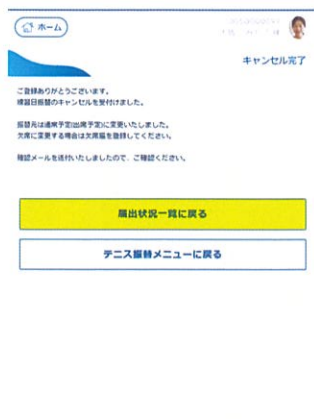 ホーム
キャンセル完了
ご登録ありがとうございます。
練習日振替のキャンセルを受付けました。
振替元は通常予定(出席予定)に変更いたしました。
欠席に変更する場合は欠席届を登録してください。
確認メールを送付いたしましたので、ご確認ください。
届出状況一覧に戻る
テニス振替メニューに戻る